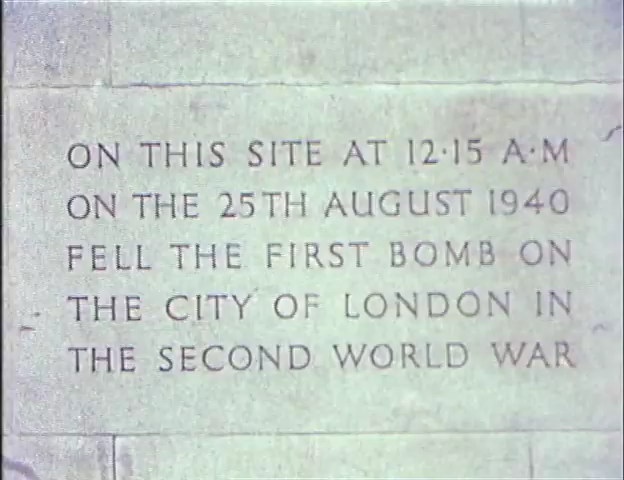 ON THIS SITE AT 12·15 A·M
ON THE 25TH AUGUST 1940
FELL THE FIRST BOMB ON
THE CITY OF LONDON IN
THE SECOND WORLD WAR